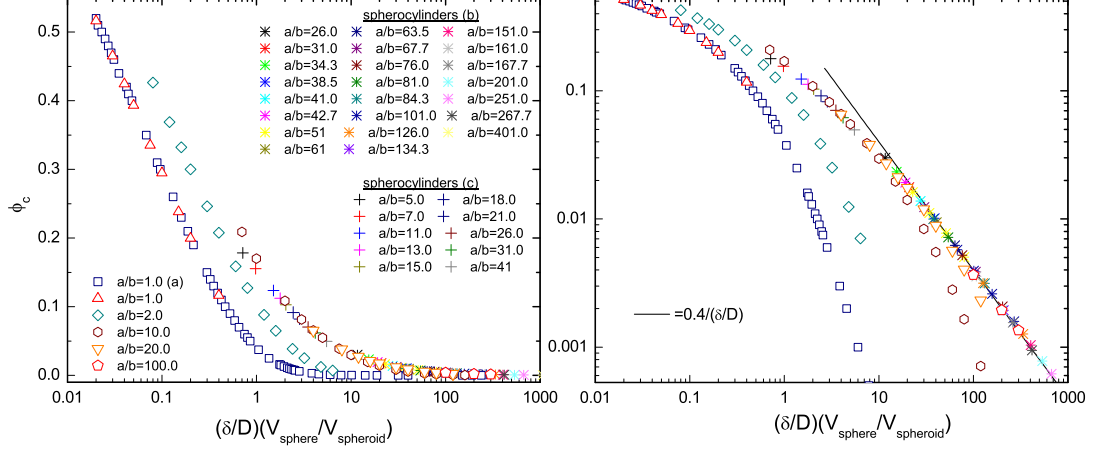 spherocylinders (b)
a/b=26.0 a/b=63.5 a/b=151.0
a/b=31.0 a/b=67.7 a/b=161.0
a/b=34.3 a/b=76.0 a/b=167.7
a/b=38.5 a/b=81.0 a/b=201.0
a/b=41.0 a/b=84.3 a/b=251.0
a/b=42.7 a/b=101.0 a/b=267.7
a/b=51 a/b=126.0 a/b=401.0
a/b=61 a/b=134.3
spherocylinders (c)
a/b=5.0 a/b=18.0
a/b=7.0 a/b=21.0
a/b=11.0 a/b=26.0
a/b=13.0 a/b=31.0
a/b=15.0 a/b=41
a/b=1.0 (a)
a/b=1.0
a/b=2.0
a/b=10.0
a/b=20.0
a/b=100.0
0.5
0.4
0.3
0.2
0.1
0.0
ϕc
0.01 0.1 1 10 100 1000
(δ/D)(Vsphere/Vspheroid)
0.1
0.01
0.001
=0.4/(δ/D)
0.01 0.1 1 10 100 1000
(δ/D)(Vsphere/Vspheroid)